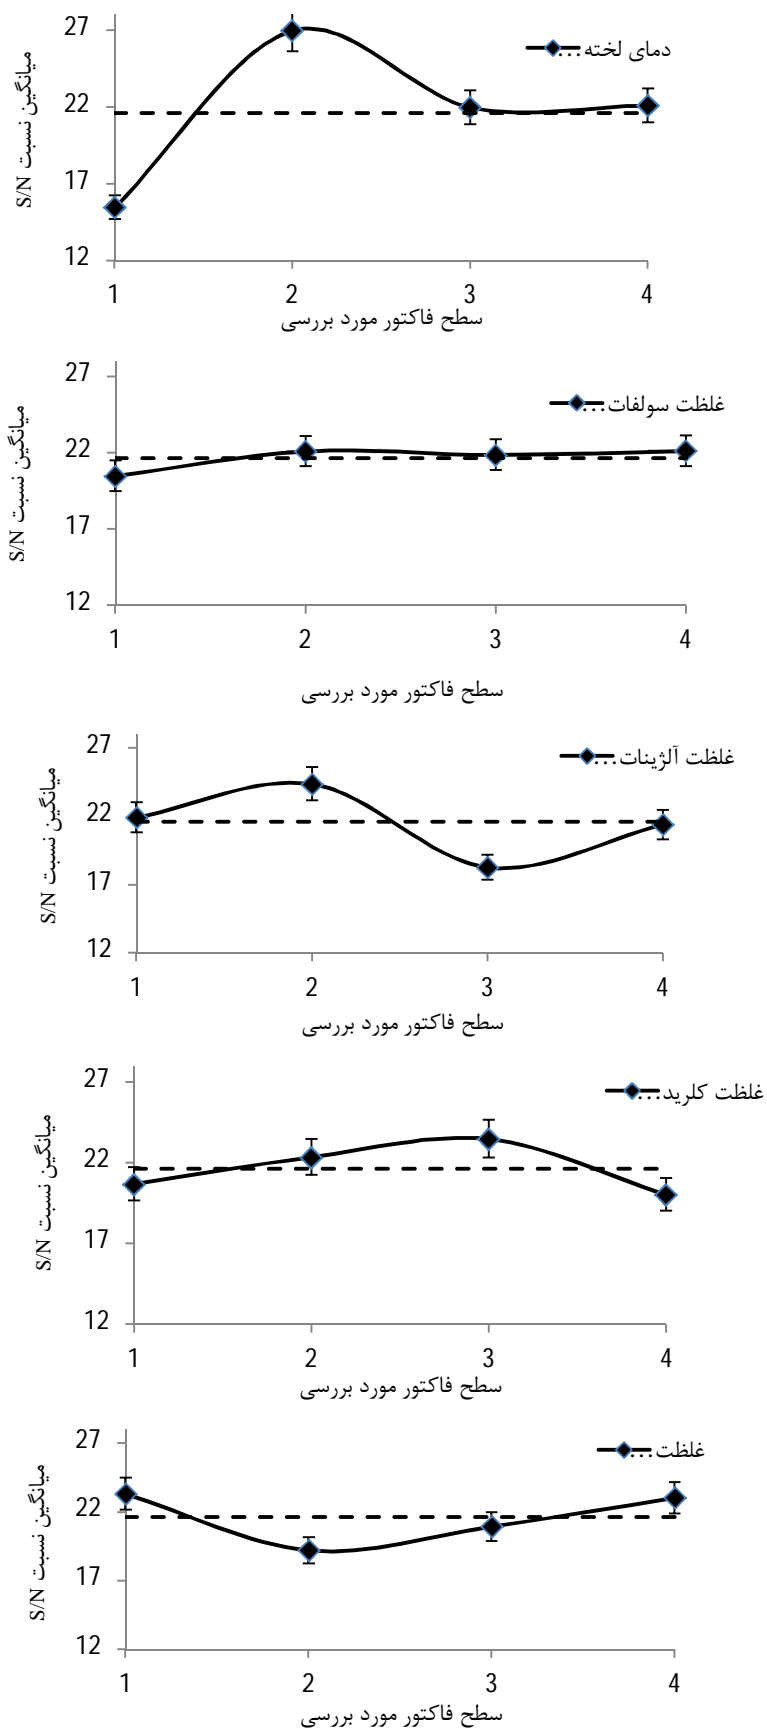 27
22
17
12
میانگین نسبت S/N
دمای لخته...
1 2 3 4
سطح فاکتور مورد بررسی
27
22
17
12
میانگین نسبت S/N
غلظت سولفات...
1 2 3 4
سطح فاکتور مورد بررسی
27
22
17
12
میانگین نسبت S/N
غلظت آلژینات...
1 2 3 4
سطح فاکتور مورد بررسی
27
22
17
12
میانگین نسبت S/N
غلظت کلرید...
1 2 3 4
سطح فاکتور مورد بررسی
27
22
17
12
میانگین نسبت S/N
غلظت...
1 2 3 4
سطح فاکتور مورد بررسی